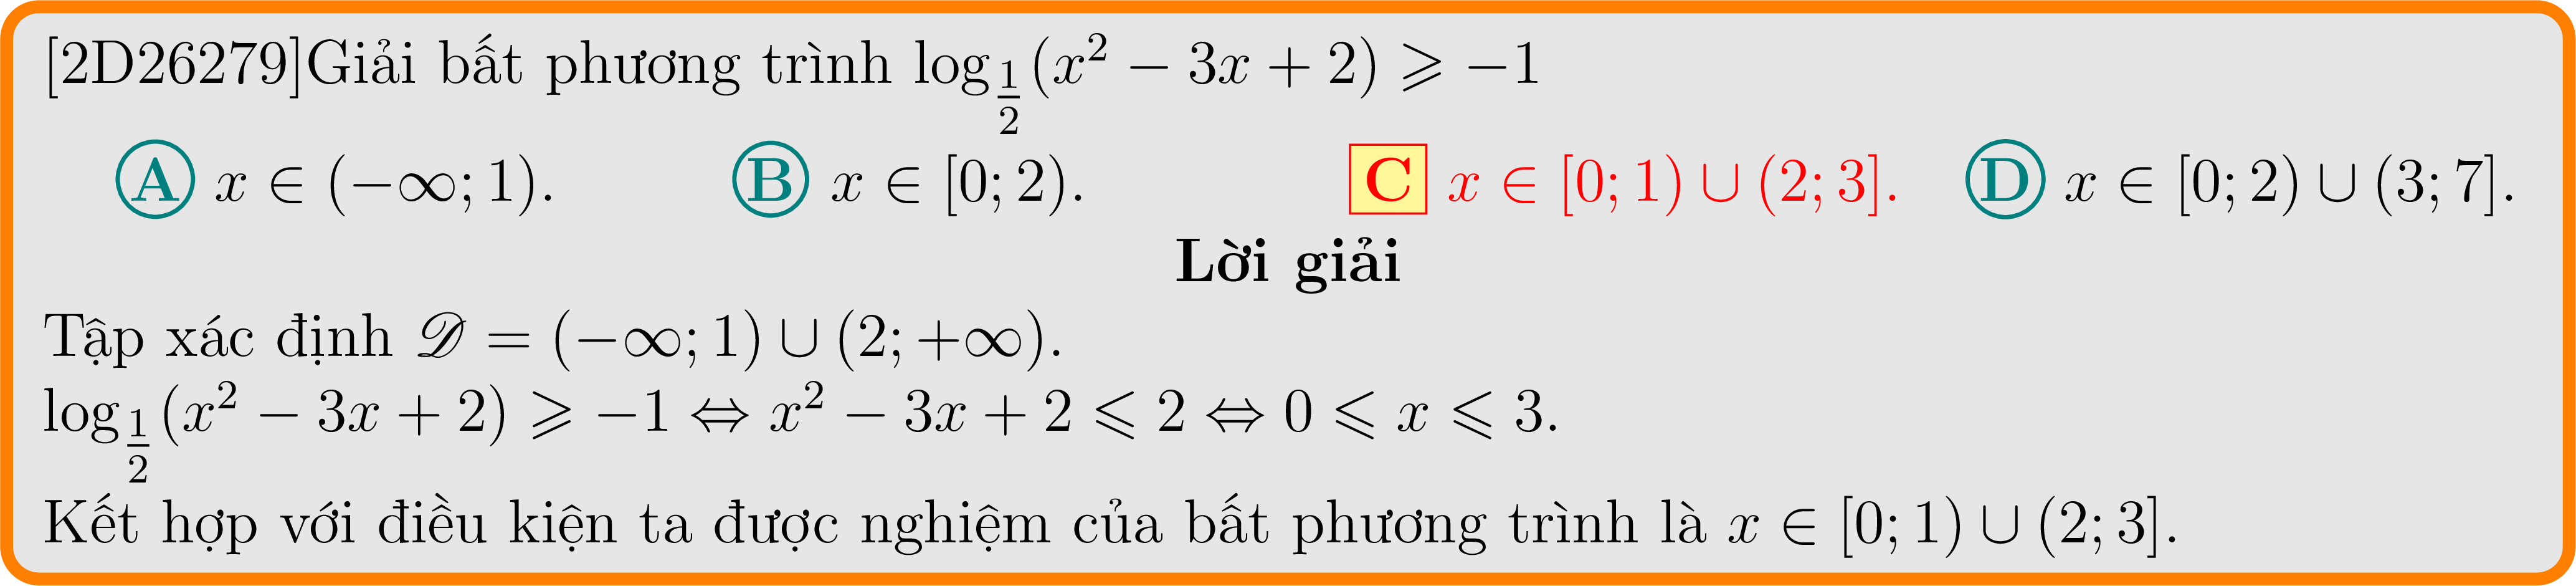 [2D26279]Giải bất phương trình $\log_{\frac{1}{2}}(x^2 - 3x + 2) \geqslant -1$
A $x \in (-\infty; 1)$. B $x \in [0; 2)$. C $x \in [0; 1) \cup (2; 3]$. D $x \in [0; 2) \cup (3; 7]$.
Lời giải
Tập xác định $\mathscr{D} = (-\infty; 1) \cup (2; +\infty)$.
$\log_{\frac{1}{2}}(x^2 - 3x + 2) \geqslant -1 \Leftrightarrow x^2 - 3x + 2 \leqslant 2 \Leftrightarrow 0 \leqslant x \leqslant 3$.
Kết hợp với điều kiện ta được nghiệm của bất phương trình là $x \in [0; 1) \cup (2; 3]$.